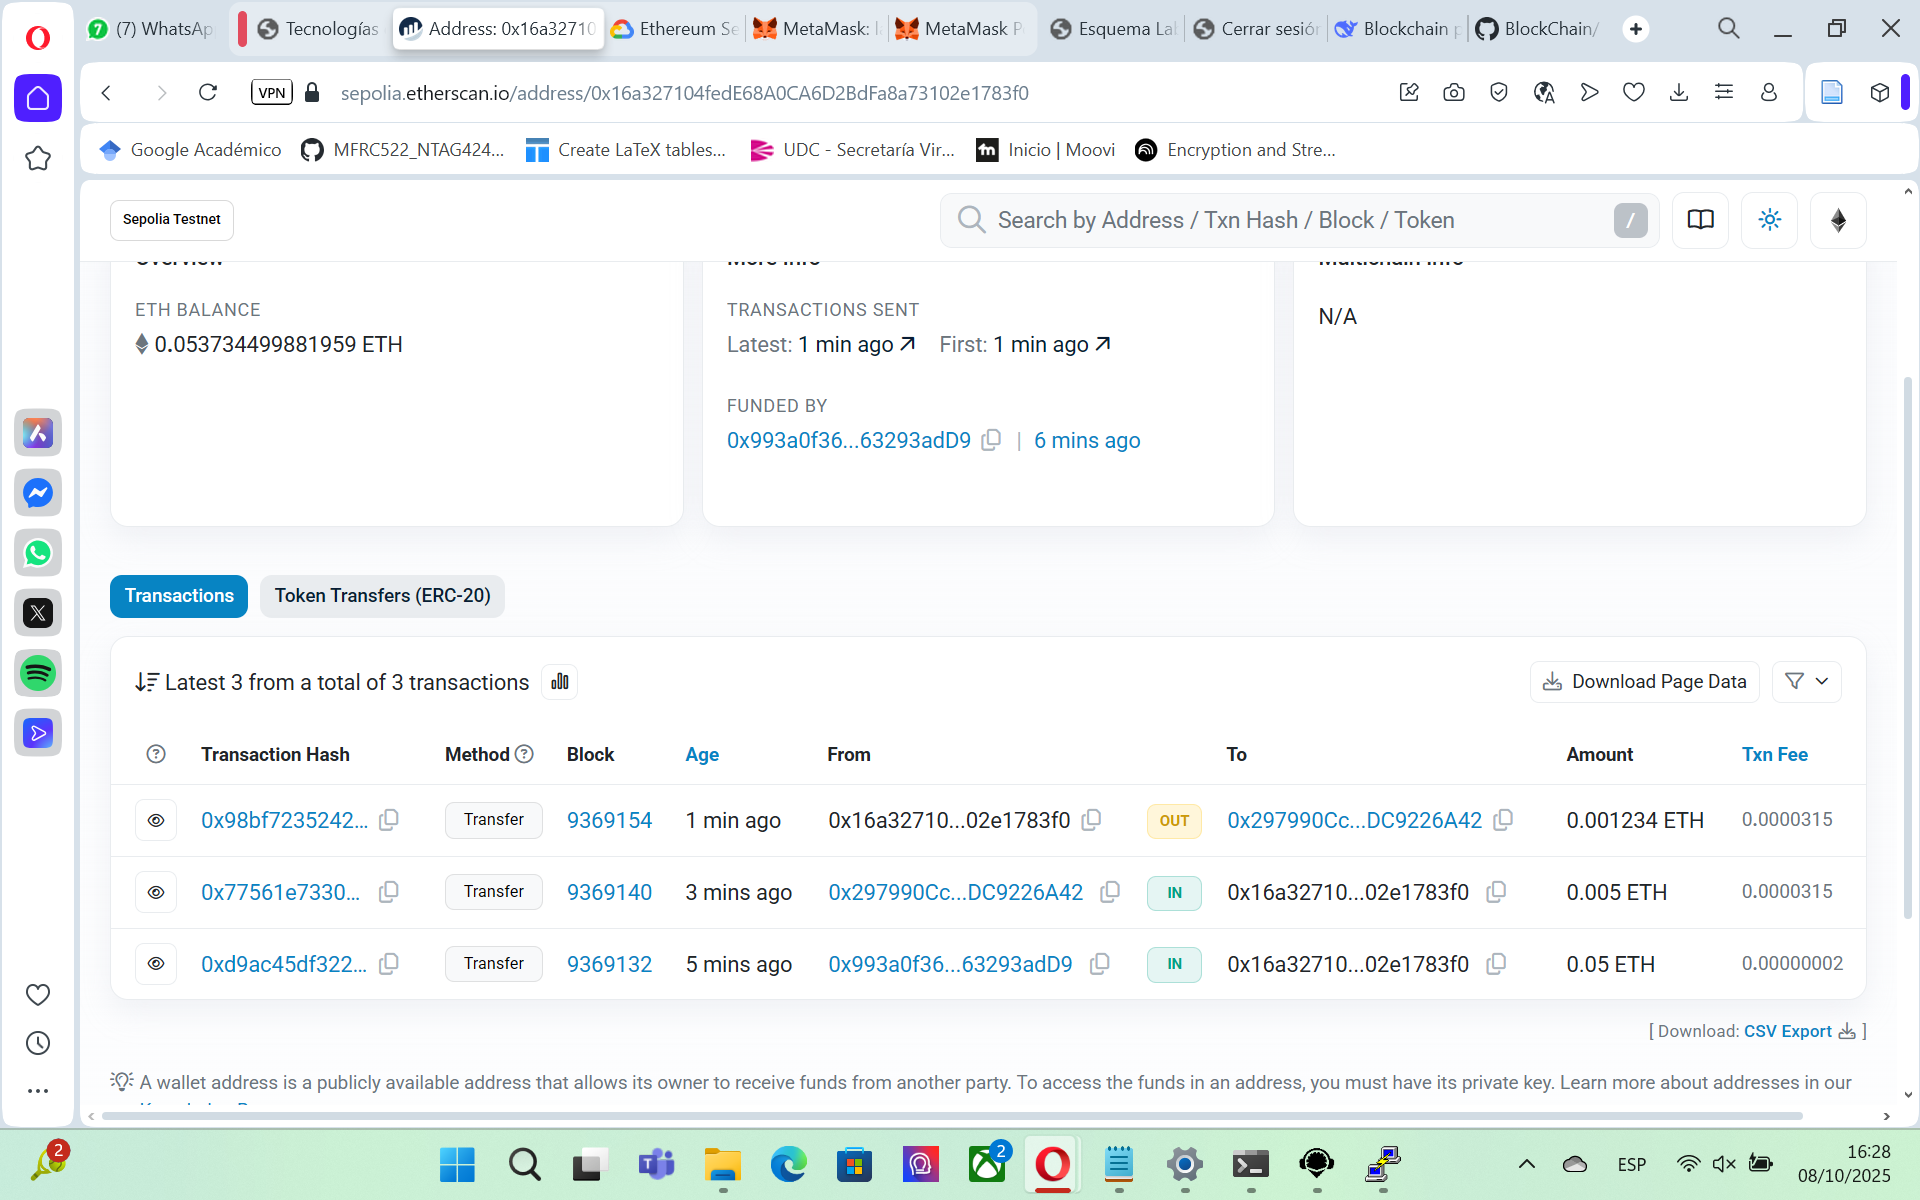 (7) WhatsAp
Tecnologías
Address: 0x16a32710
Ethereum Se
MetaMask: l
MetaMask P
Esquema La
Cerrar sesión
Blockchain p
BlockChain/
VPN
sepolia.etherscan.io/address/0x16a327104fedE68A0CA6D2BdFa8a73102e1783f0
Google Académico
MFRC522_NTAG424...
Create LaTeX tables...
UDC - Secretaría Vir...
Inicio | Moovi
Encryption and Stre...
Sepolia Testnet
Search by Address / Txn Hash / Block / Token
/
Overview
More Info
Multichain Info
ETH BALANCE
0.053734499881959 ETH
TRANSACTIONS SENT
Latest: 1 min ago First: 1 min ago
N/A
FUNDED BY
0x993a0f36...63293adD9 | 6 mins ago
Transactions
Token Transfers (ERC-20)
Latest 3 from a total of 3 transactions
Download Page Data
Transaction Hash Method Block Age From To Amount Txn Fee
0x98bf7235242... Transfer 9369154 1 min ago 0x16a32710...02e1783f0 OUT 0x297990Cc...DC9226A42 0.001234 ETH 0.0000315
0x77561e7330... Transfer 9369140 3 mins ago 0x297990Cc...DC9226A42 IN 0x16a32710...02e1783f0 0.005 ETH 0.0000315
0xd9ac45df322... Transfer 9369132 5 mins ago 0x993a0f36...63293adD9 IN 0x16a32710...02e1783f0 0.05 ETH 0.00000002
[ Download: CSV Export ]
A wallet address is a publicly available address that allows its owner to receive funds from another party. To access the funds in an address, you must have its private key. Learn more about addresses in our
2
2
ESP
16:28
08/10/2025